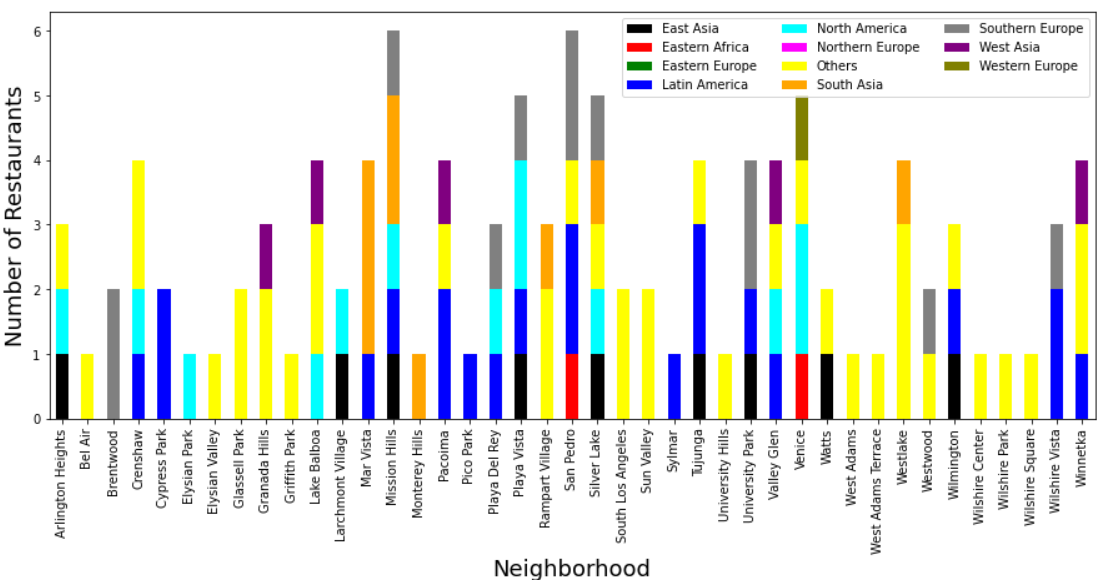 Number of Restaurants
6
5
4
3
2
1
0
East Asia
Eastern Africa
Eastern Europe
Latin America
North America
Northern Europe
Others
South Asia
Southern Europe
West Asia
Western Europe
Arlington Heights
Bel Air
Brentwood
Crenshaw
Cypress Park
Elysian Park
Elysian Valley
Glassell Park
Granada Hills
Griffith Park
Lake Balboa
Larchmont Village
Mar Vista
Mission Hills
Monterey Hills
Pacoima
Pico Park
Playa Del Rey
Playa Vista
Rampart Village
San Pedro
Silver Lake
South Los Angeles
Sun Valley
Sylmar
Tujunga
University Hills
University Park
Valley Glen
Venice
Watts
West Adams
West Adams Terrace
Westlake
Westwood
Wilmington
Wilshire Center
Wilshire Park
Wilshire Square
Wilshire Vista
Winnetka
Neighborhood